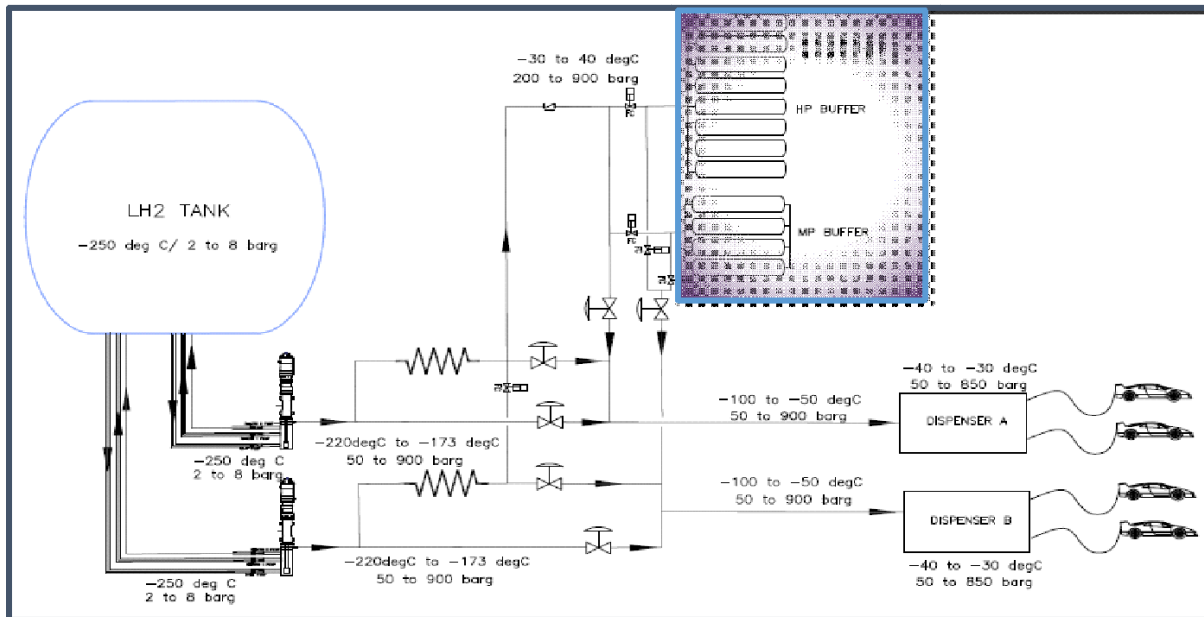 -30 to 40 degC
200 to 900 barg
HP BUFFER
FC
LH2 TANK
-250 deg C/ 2 to 8 barg
MP BUFFER
FC
-40 to -30 degC
50 to 850 barg
-100 to -50 degC
50 to 900 barg
DISPENSER A
-220degC to -173 degC
50 to 900 barg
-250 deg C
2 to 8 barg
-100 to -50 degC
50 to 900 barg
DISPENSER B
-220degC to -173 degC
50 to 900 barg
-40 to -30 degC
50 to 850 barg
-250 deg C
2 to 8 barg